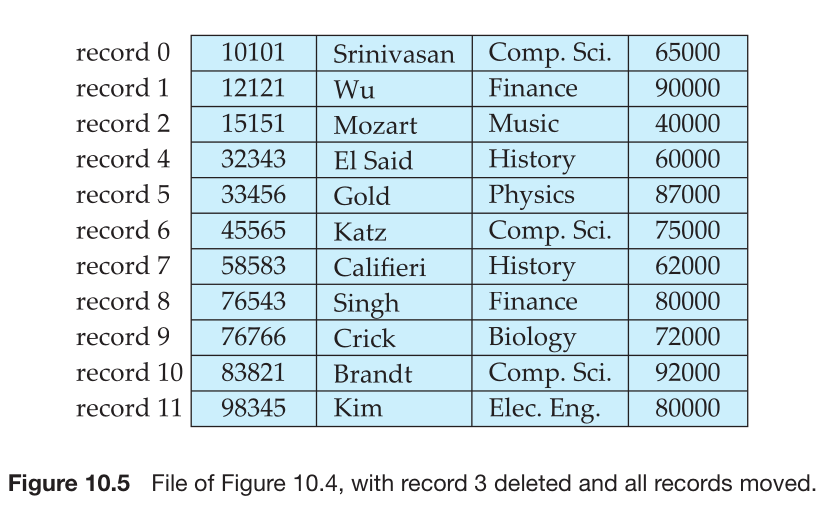 record 0 10101 Srinivasan Comp. Sci. 65000
record 1 12121 Wu Finance 90000
record 2 15151 Mozart Music 40000
record 4 32343 El Said History 60000
record 5 33456 Gold Physics 87000
record 6 45565 Katz Comp. Sci. 75000
record 7 58583 Califieri History 62000
record 8 76543 Singh Finance 80000
record 9 76766 Crick Biology 72000
record 10 83821 Brandt Comp. Sci. 92000
record 11 98345 Kim Elec. Eng. 80000
Figure 10.5 File of Figure 10.4, with record 3 deleted and all records moved.